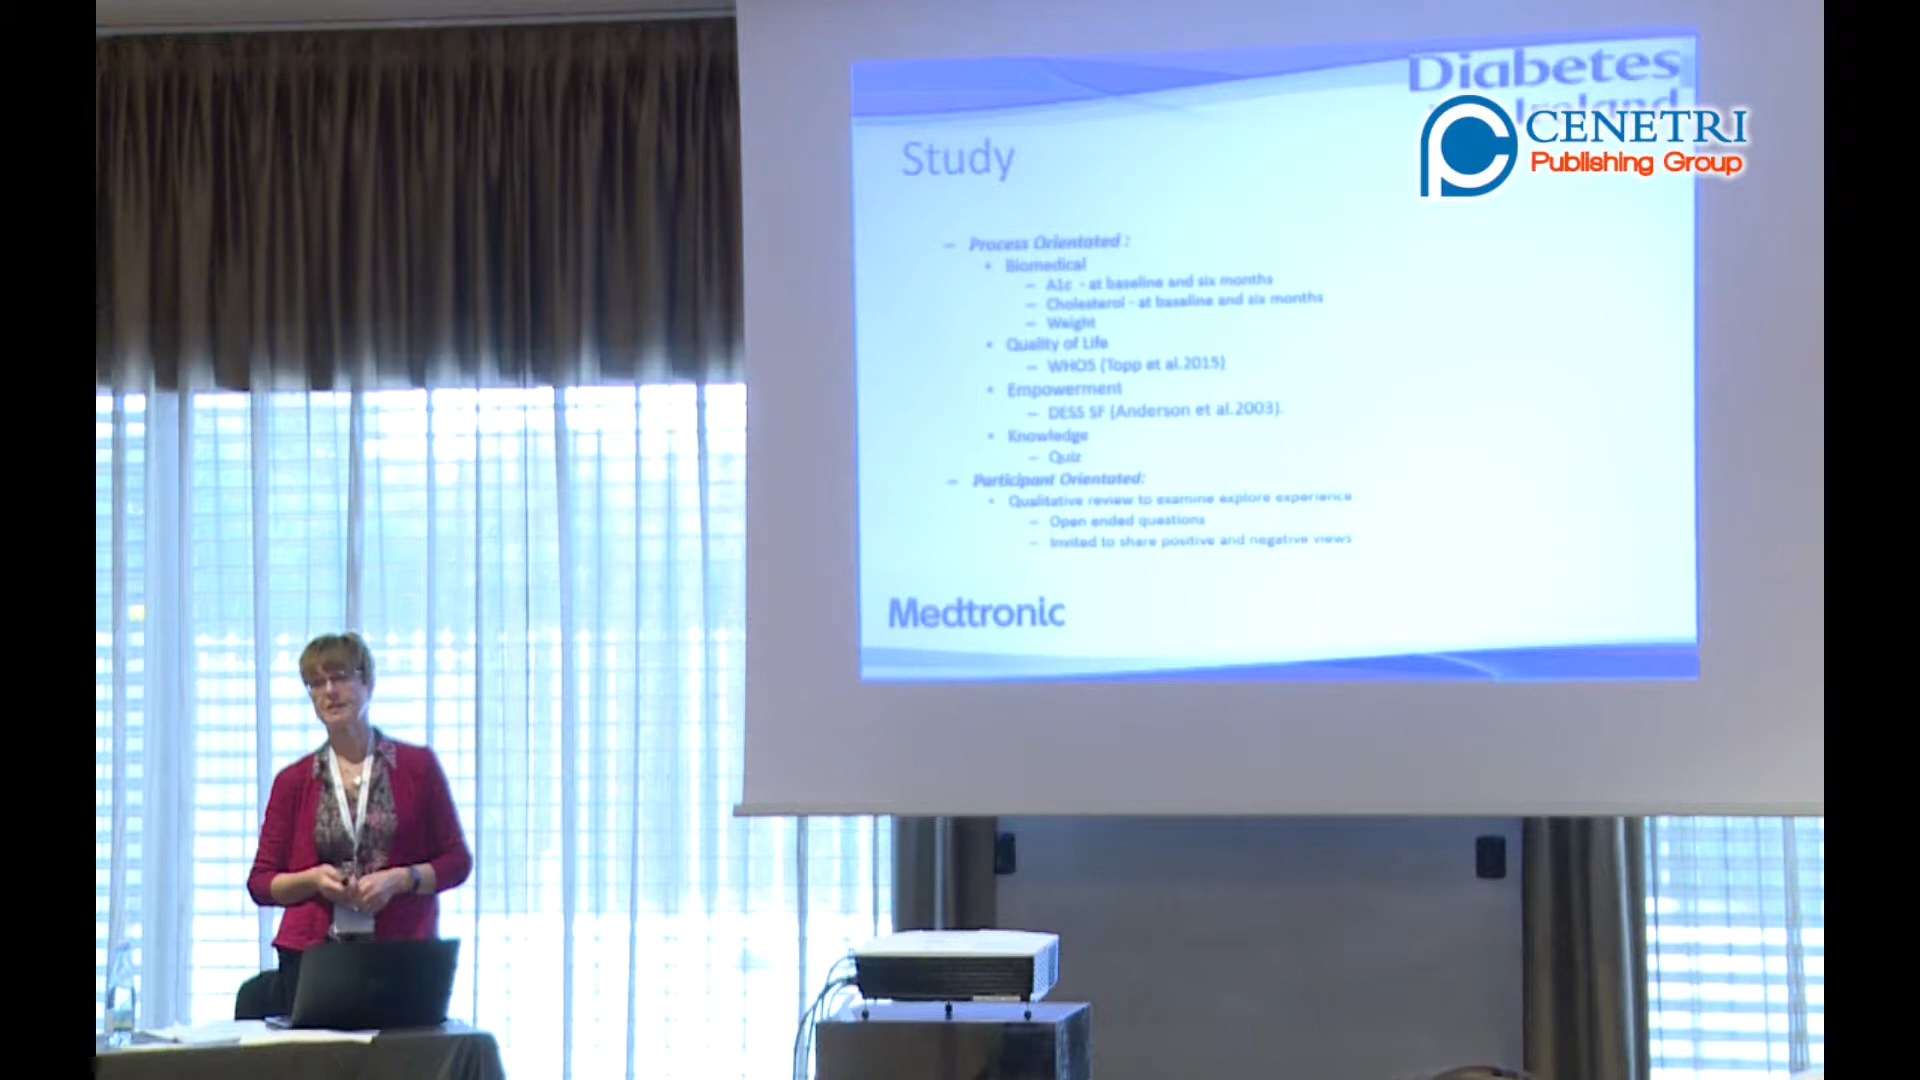 Diabetes
Ireland
CENETRI
Publishing Group
Study
– Process Orientated :
• Biomedical
– A1c - at baseline and six months
– Cholesterol - at baseline and six months
– Weight
• Quality of Life
– WHO5 (Topp et al.2015)
• Empowerment
– DESS SF (Anderson et al.2003).
• Knowledge
– Quiz
– Participant Orientated:
• Qualitative review to examine explore experience
– Open ended questions
– Invited to share positive and negative views
Medtronic